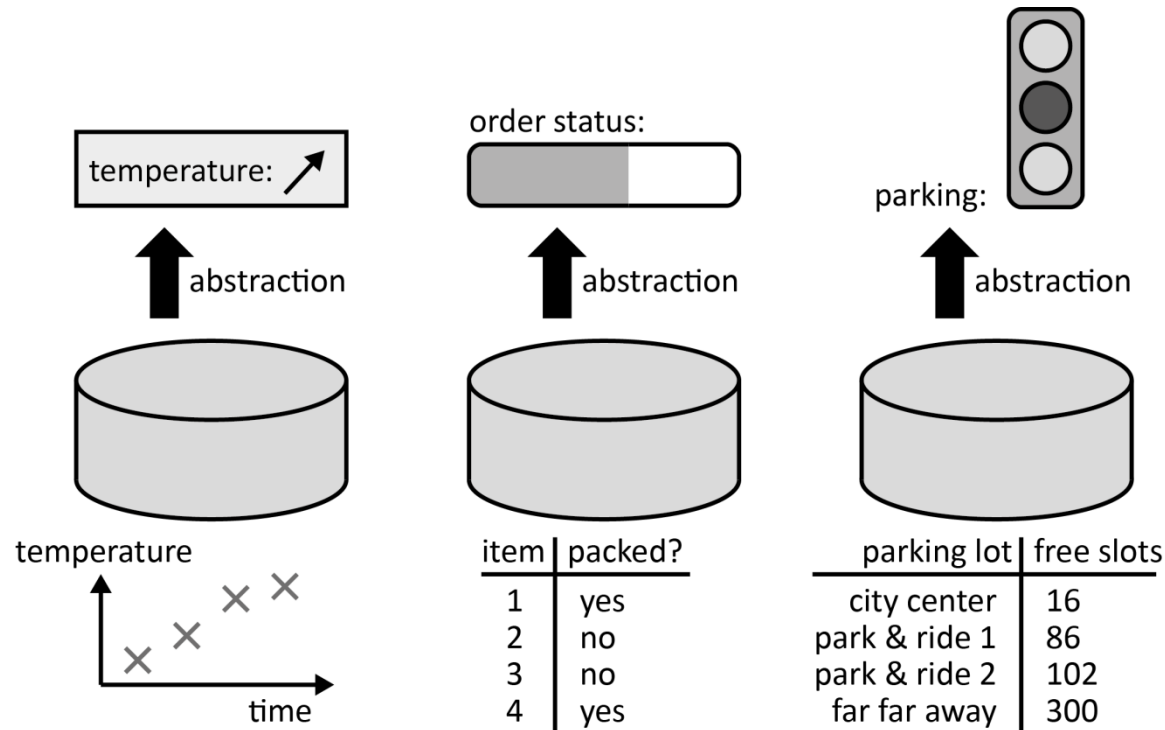 temperature:
order status:
parking:
abstraction
abstraction
abstraction
temperature
time
item packed?
1 yes
2 no
3 no
4 yes
parking lot free slots
city center 16
park & ride 1 86
park & ride 2 102
far far away 300